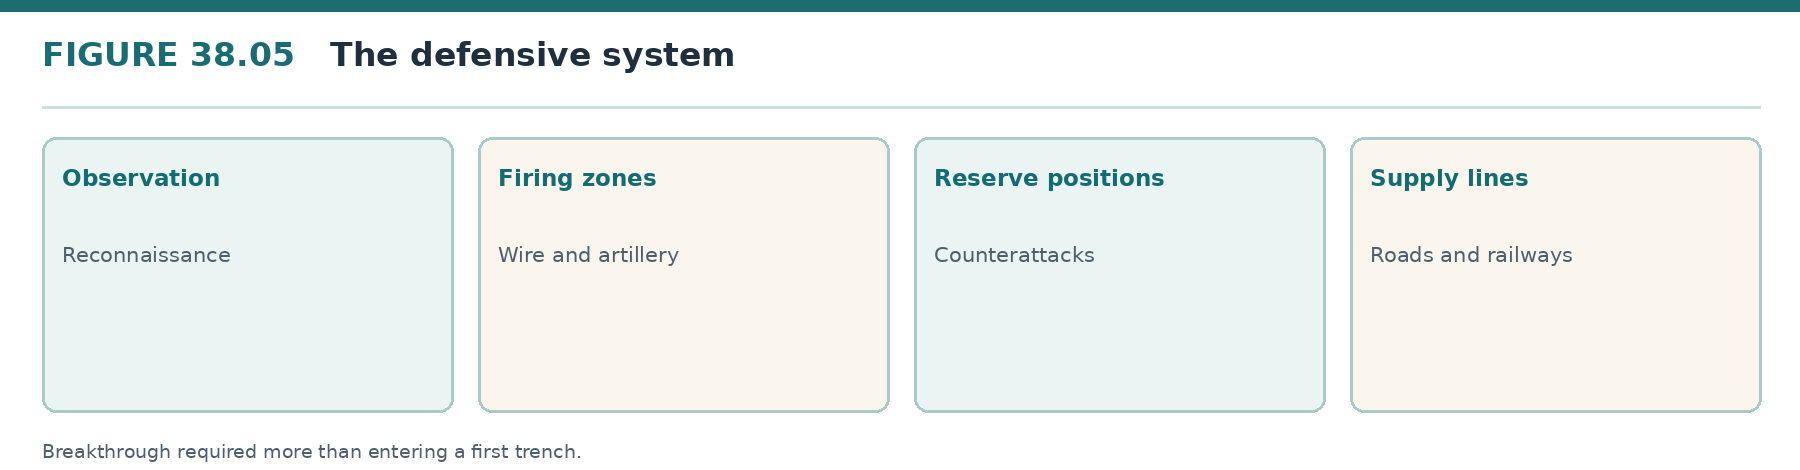 FIGURE 38.05 The defensive system
Observation
Reconnaissance
Firing zones
Wire and artillery
Reserve positions
Counterattacks
Supply lines
Roads and railways
Breakthrough required more than entering a first trench.